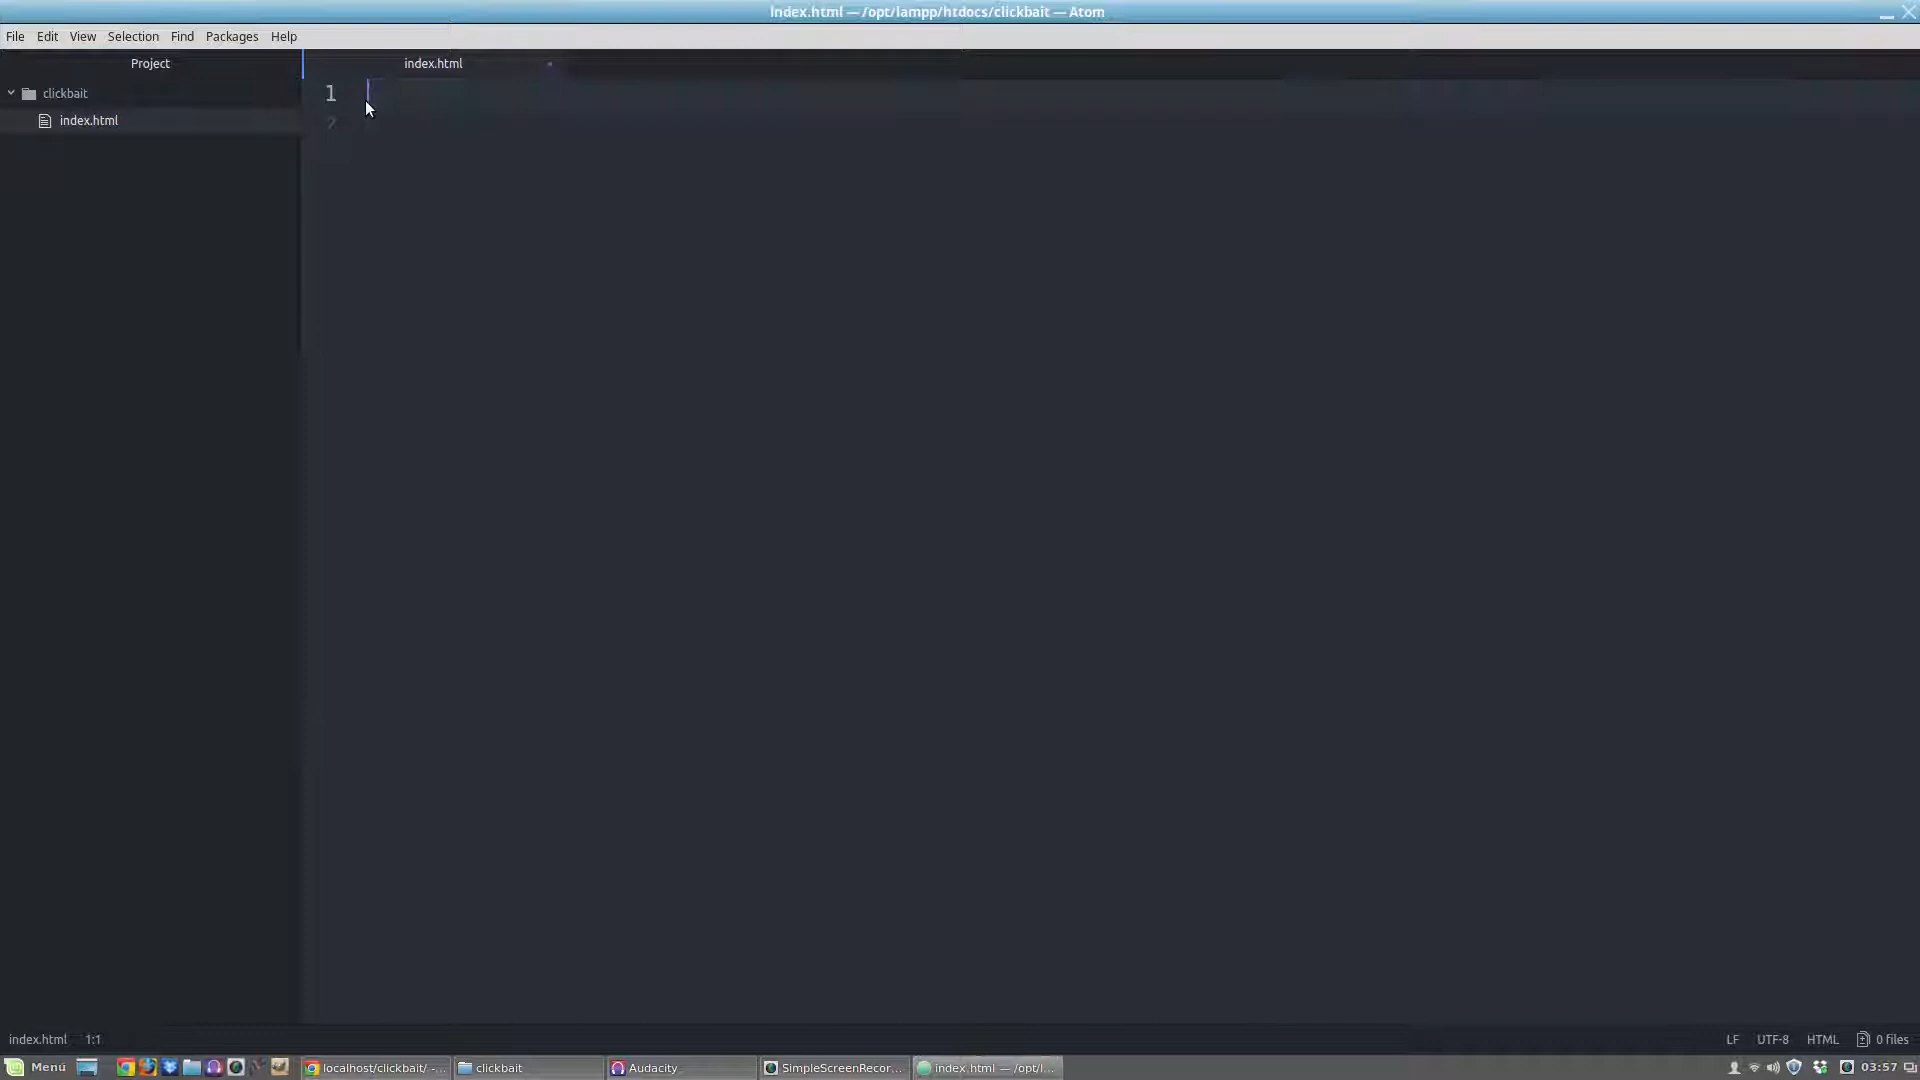 index.html — /opt/lampp/htdocs/clickbait — Atom
File Edit View Selection Find Packages Help
Project
index.html
clickbait
index.html
1
2
index.html 1:1
LF UTF-8 HTML 0 files
Menú
localhost/clickbait/ -...
clickbait
Audacity
SimpleScreenRecor...
index.html — /opt/l...
03:57